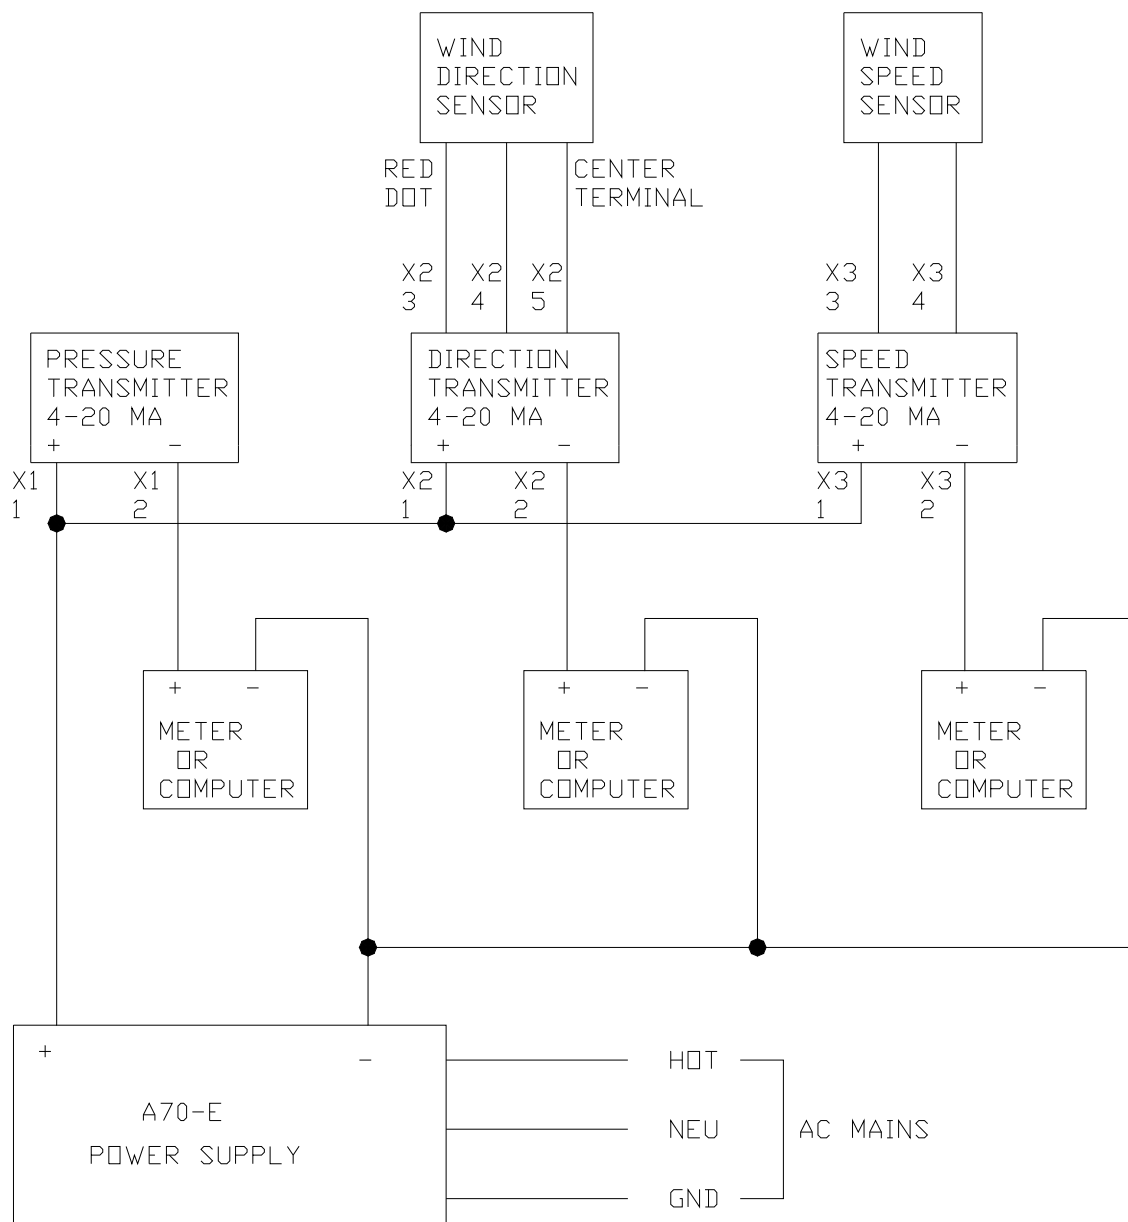 WIND
DIRECTION
SENSOR
WIND
SPEED
SENSOR
RED
DOT
CENTER
TERMINAL
X2
3
X2
4
X2
5
X3
3
X3
4
PRESSURE
TRANSMITTER
4-20 MA
+ -
DIRECTION
TRANSMITTER
4-20 MA
+ -
SPEED
TRANSMITTER
4-20 MA
+ -
X1
1
X1
2
X2
1
X2
2
X3
1
X3
2
+ -
METER
OR
COMPUTER
+ -
METER
OR
COMPUTER
+ -
METER
OR
COMPUTER
+ -
A70-E
POWER SUPPLY
HOT
NEU
GND
AC MAINS